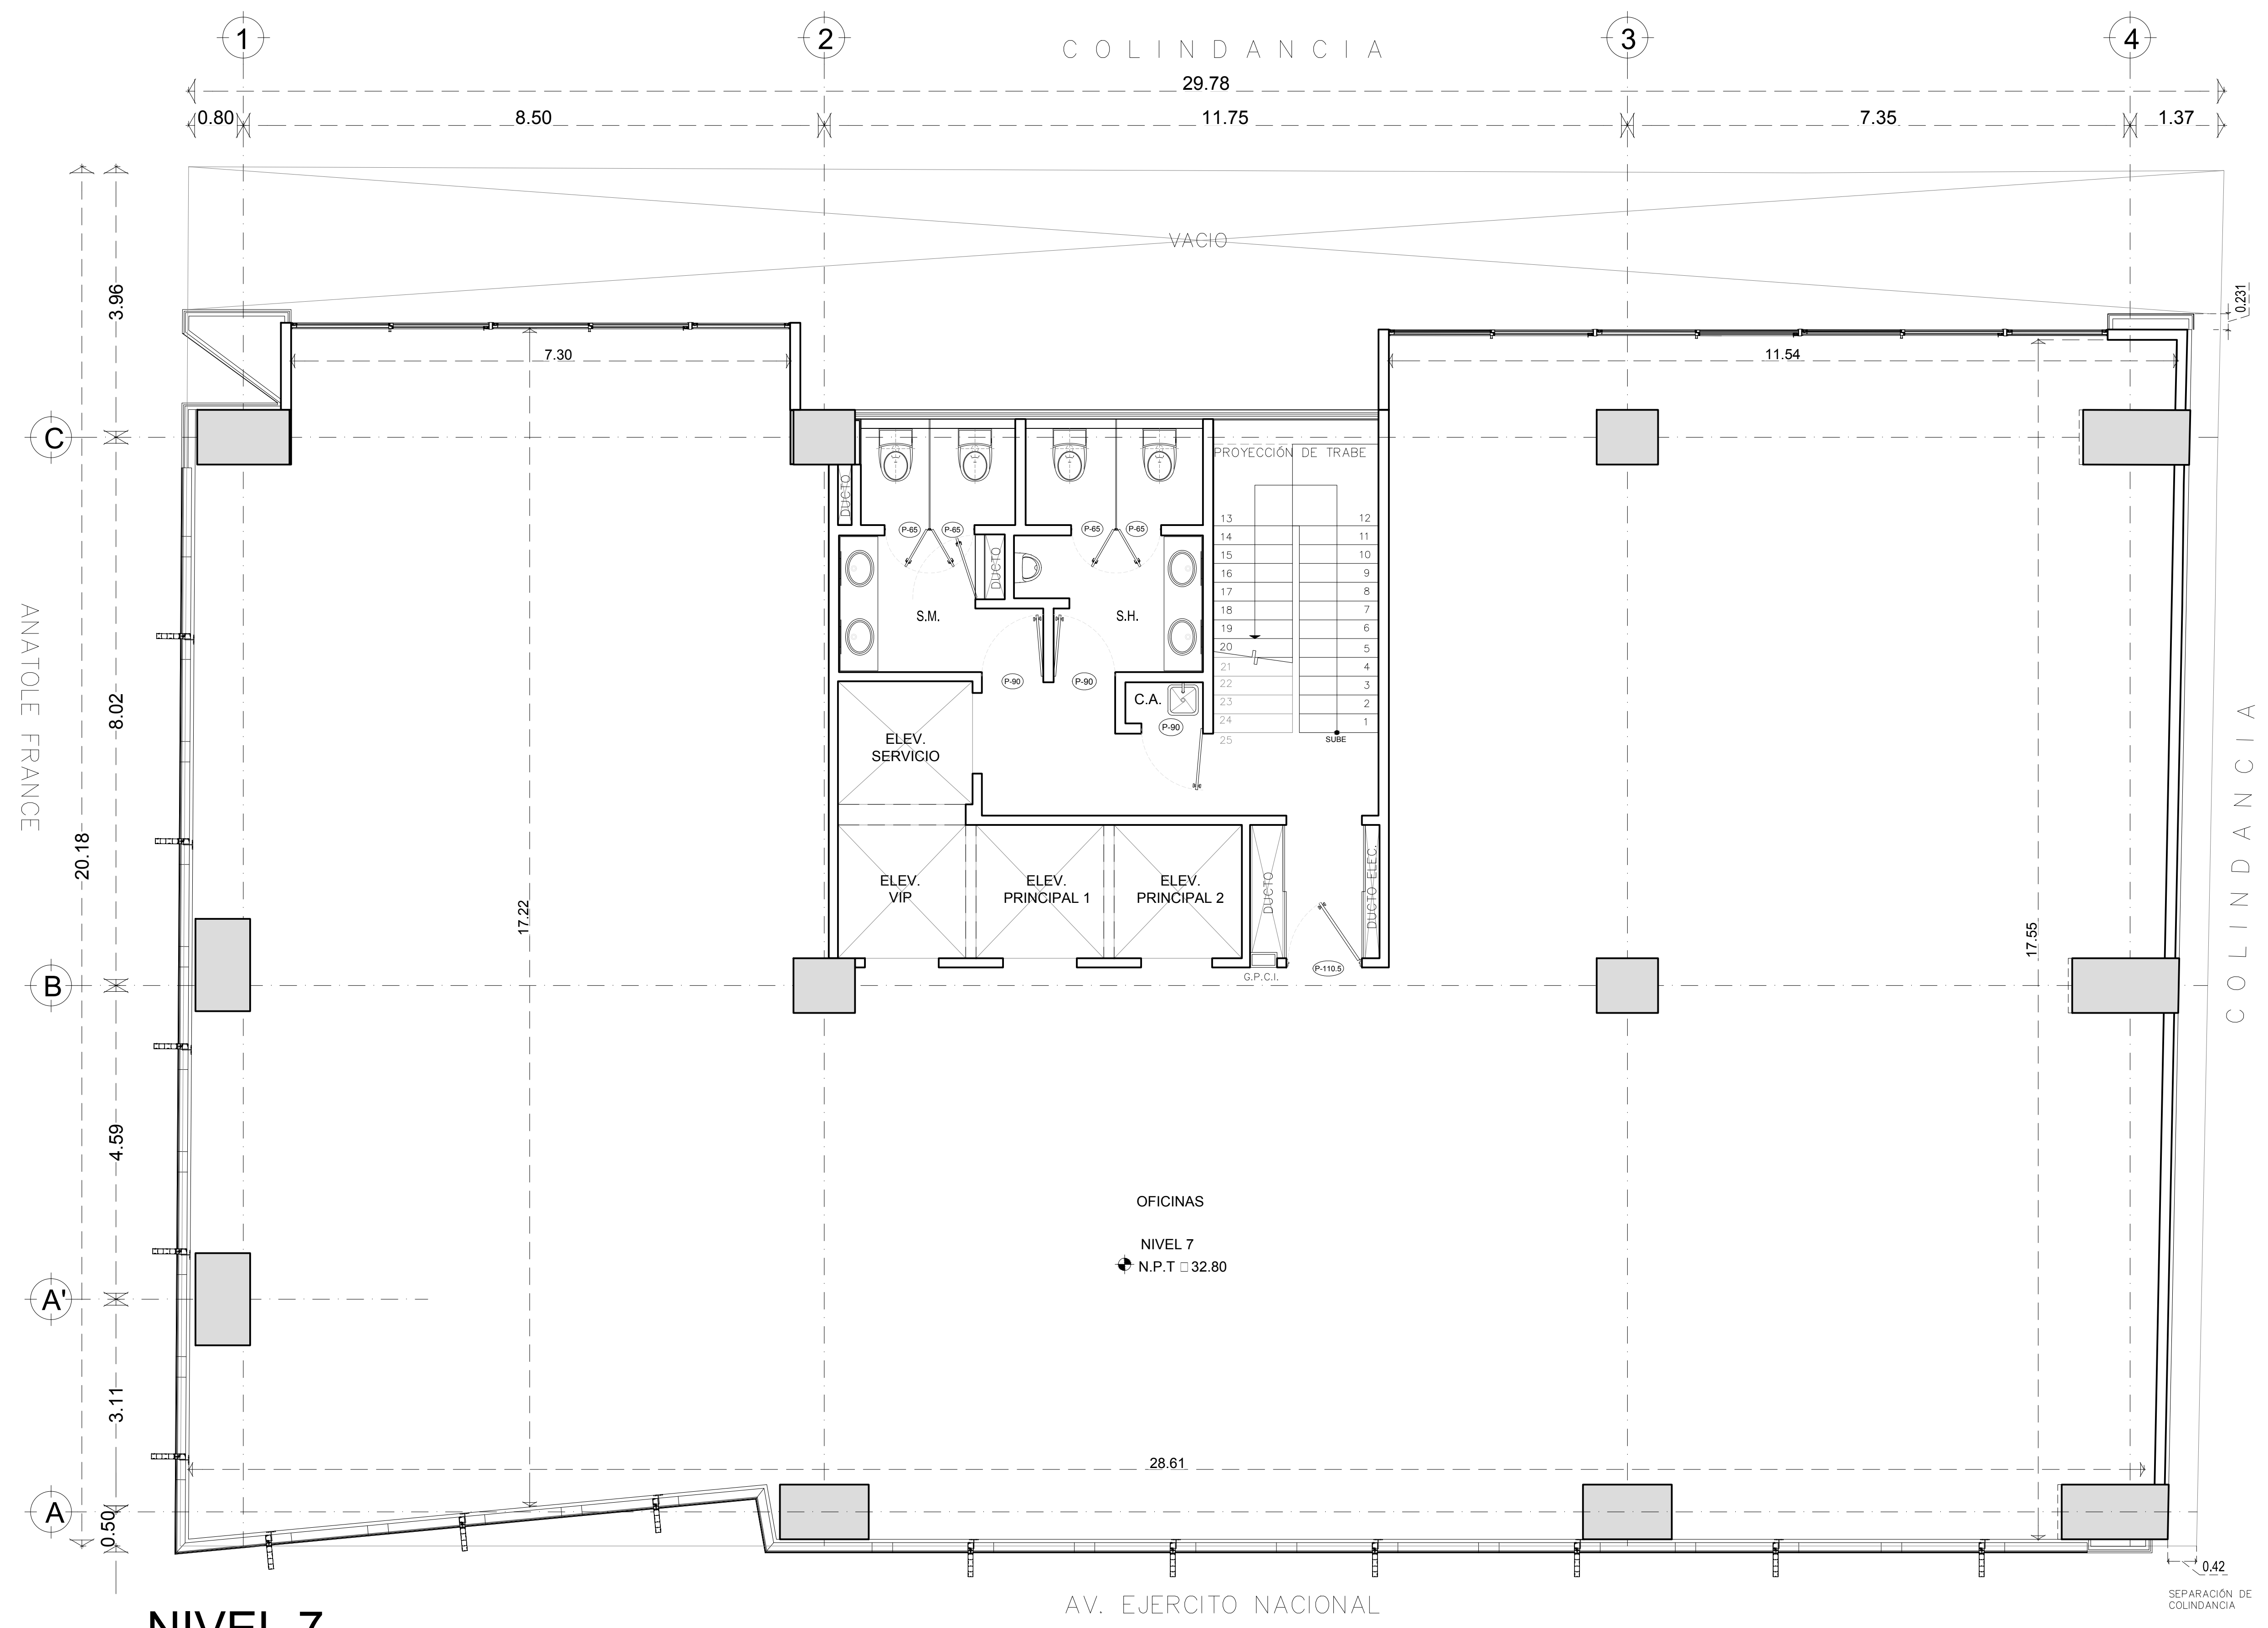 1
2
3
4
COLINDANCIA
29.78
0.80
8.50
11.75
7.35
1.37
VACIO
3.96
0.231
7.30
11.54
C
PROYECCIÓN DE TRABE
DUCTO
P-65
P-65
P-65
P-65
13
12
14
11
15
10
16
9
17
8
18
7
19
6
20
5
21
4
22
3
23
2
24
1
25
SUBE
DUCTO
S.M.
S.H.
P-90
P-90
C.A.
P-90
ANATOLE FRANCE
8.02
20.18
COLINDANCIA
ELEV.
SERVICIO
ELEV.
VIP
ELEV.
PRINCIPAL 1
ELEV.
PRINCIPAL 2
DUCTO
DUCTO ELEC.
17.22
17.55
B
G.P.C.I.
P-110.5
4.59
OFICINAS
NIVEL 7
N.P.T □ 32.80
A'
3.11
28.61
A
0.50
0.42
SEPARACIÓN DE
COLINDANCIA
AV. EJERCITO NACIONAL
NIVEL 7